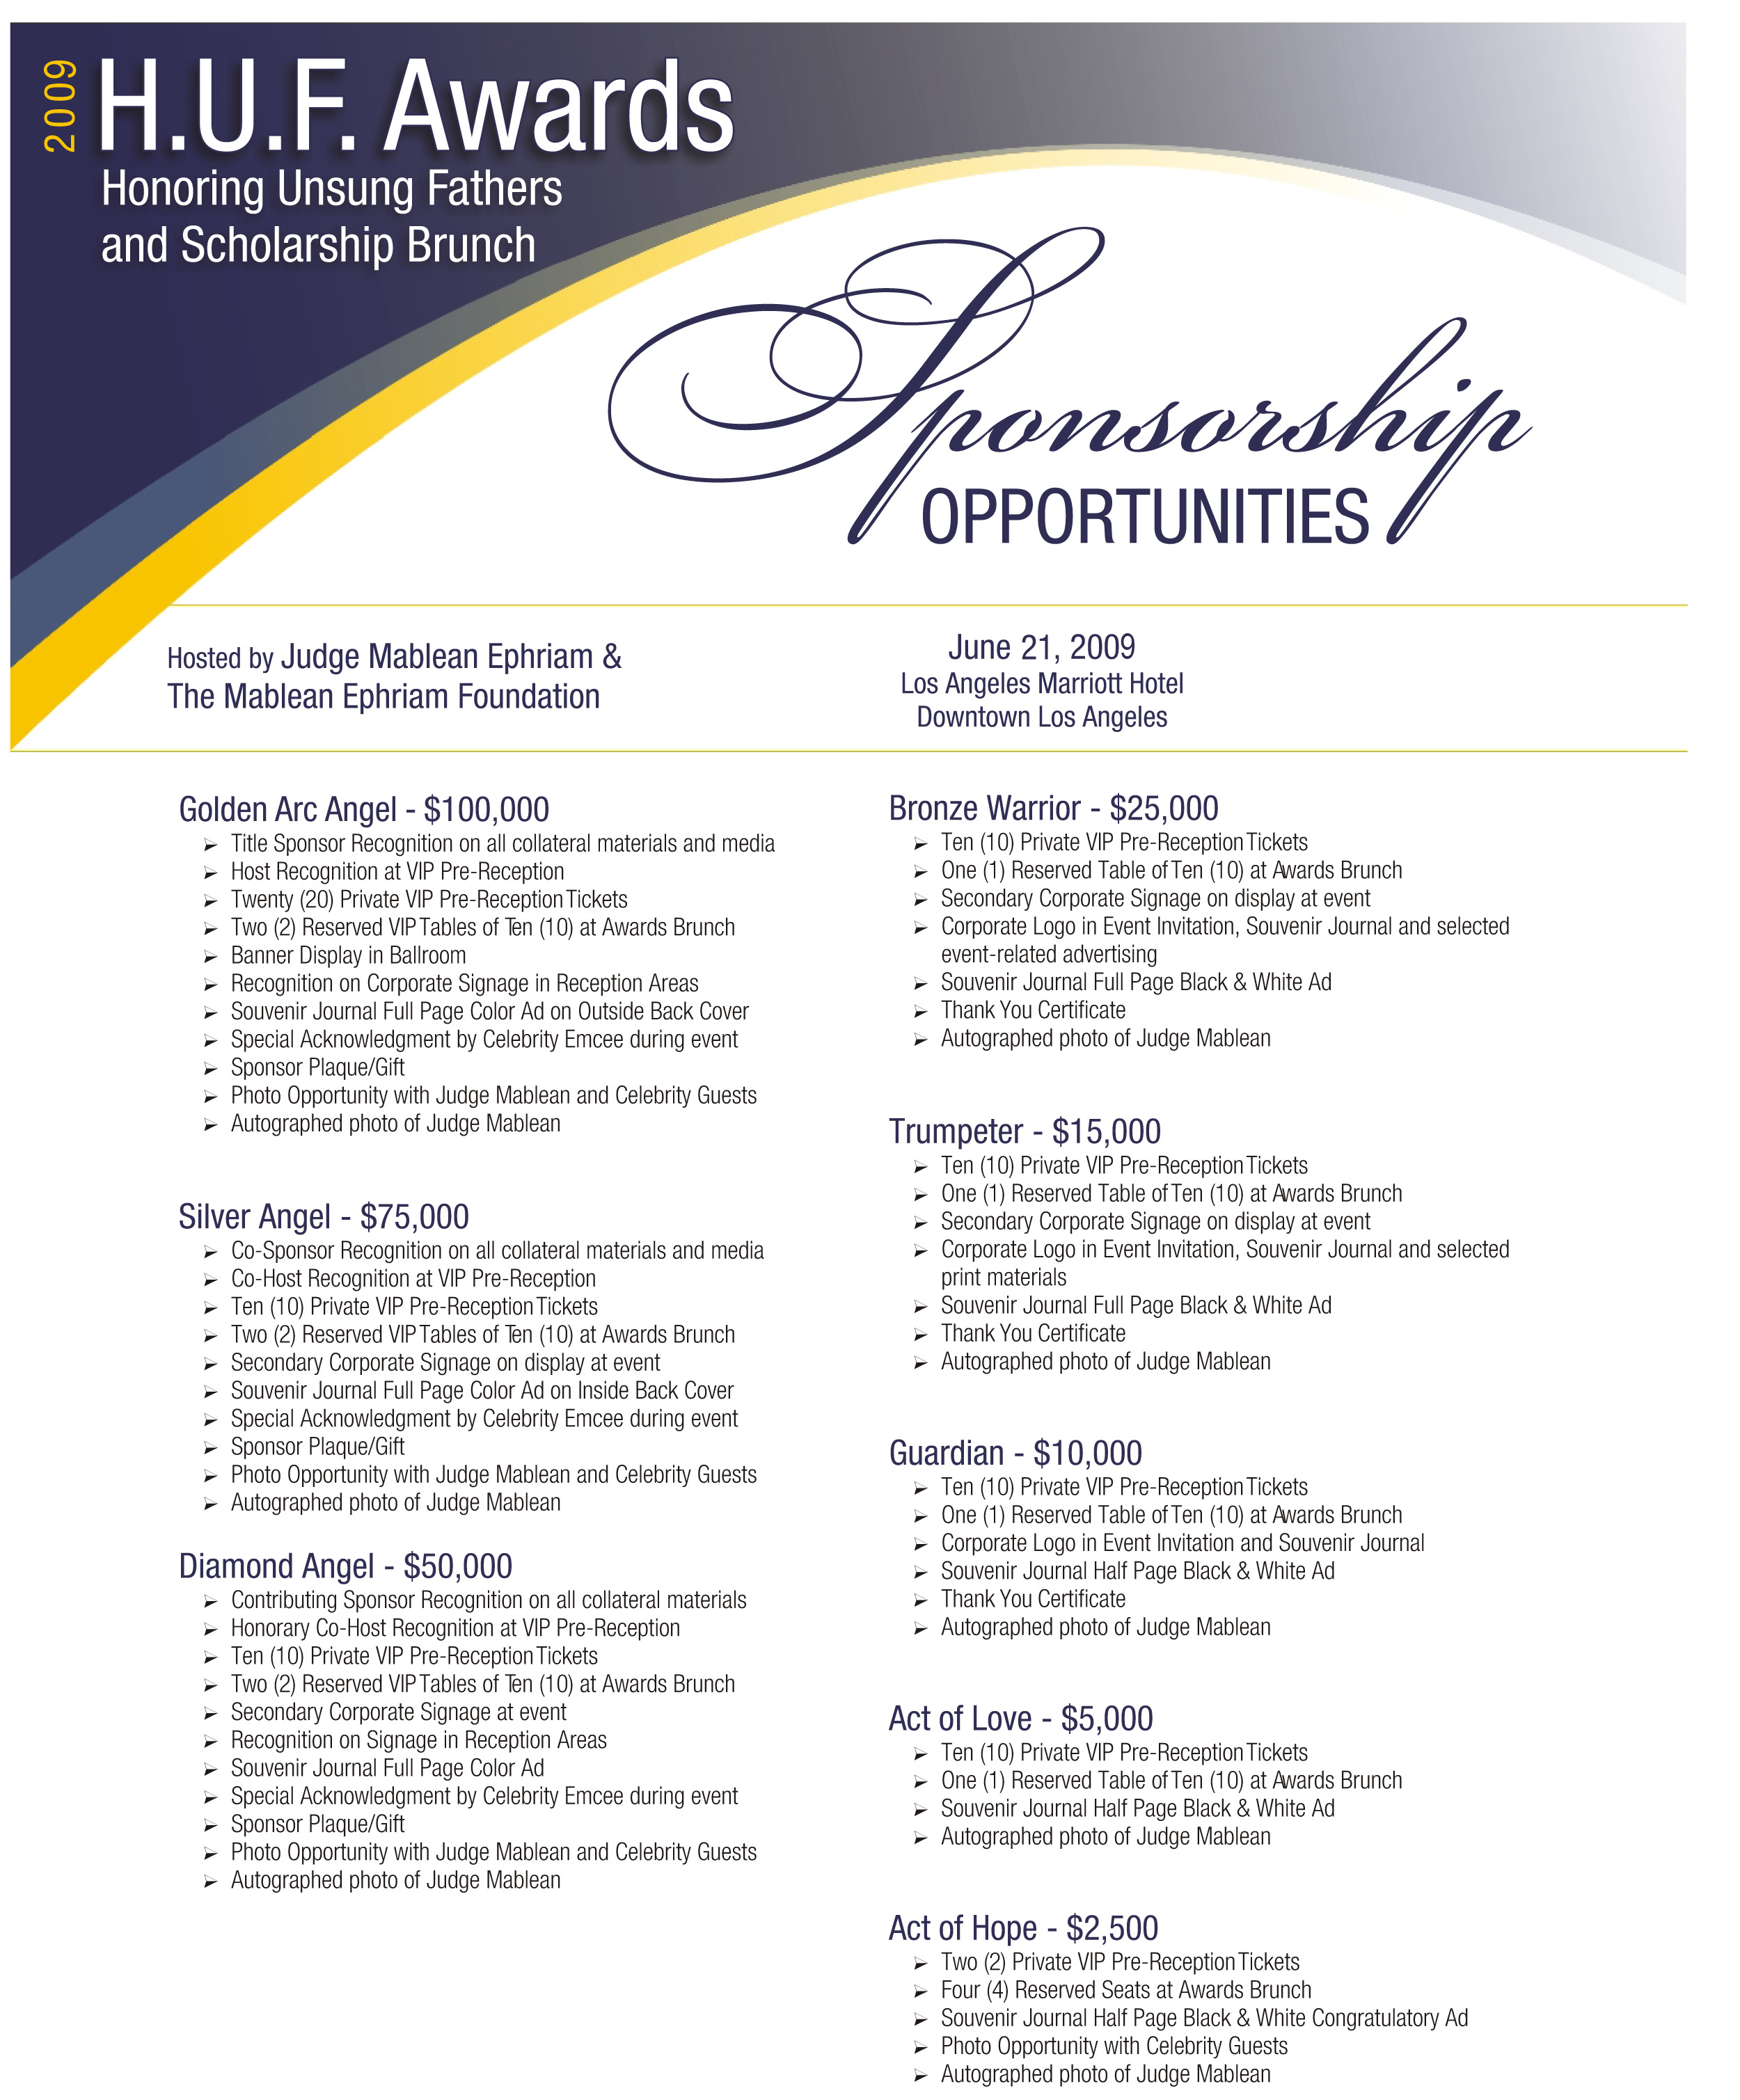 2009
H.U.F. Awards
Honoring Unsung Fathers
and Scholarship Brunch
Sponsorship
OPPORTUNITIES
Hosted by Judge Mablean Ephriam &
The Mablean Ephriam Foundation
June 21, 2009
Los Angeles Marriott Hotel
Downtown Los Angeles
Golden Arc Angel - $100,000
➢ Title Sponsor Recognition on all collateral materials and media
➢ Host Recognition at VIP Pre-Reception
➢ Twenty (20) Private VIP Pre-Reception Tickets
➢ Two (2) Reserved VIP Tables of Ten (10) at Awards Brunch
➢ Banner Display in Ballroom
➢ Recognition on Corporate Signage in Reception Areas
➢ Souvenir Journal Full Page Color Ad on Outside Back Cover
➢ Special Acknowledgment by Celebrity Emcee during event
➢ Sponsor Plaque/Gift
➢ Photo Opportunity with Judge Mablean and Celebrity Guests
➢ Autographed photo of Judge Mablean
Silver Angel - $75,000
➢ Co-Sponsor Recognition on all collateral materials and media
➢ Co-Host Recognition at VIP Pre-Reception
➢ Ten (10) Private VIP Pre-Reception Tickets
➢ Two (2) Reserved VIP Tables of Ten (10) at Awards Brunch
➢ Secondary Corporate Signage on display at event
➢ Souvenir Journal Full Page Color Ad on Inside Back Cover
➢ Special Acknowledgment by Celebrity Emcee during event
➢ Sponsor Plaque/Gift
➢ Photo Opportunity with Judge Mablean and Celebrity Guests
➢ Autographed photo of Judge Mablean
Diamond Angel - $50,000
➢ Contributing Sponsor Recognition on all collateral materials
➢ Honorary Co-Host Recognition at VIP Pre-Reception
➢ Ten (10) Private VIP Pre-Reception Tickets
➢ Two (2) Reserved VIP Tables of Ten (10) at Awards Brunch
➢ Secondary Corporate Signage at event
➢ Recognition on Signage in Reception Areas
➢ Souvenir Journal Full Page Color Ad
➢ Special Acknowledgment by Celebrity Emcee during event
➢ Sponsor Plaque/Gift
➢ Photo Opportunity with Judge Mablean and Celebrity Guests
➢ Autographed photo of Judge Mablean
Bronze Warrior - $25,000
➢ Ten (10) Private VIP Pre-Reception Tickets
➢ One (1) Reserved Table of Ten (10) at Awards Brunch
➢ Secondary Corporate Signage on display at event
➢ Corporate Logo in Event Invitation, Souvenir Journal and selected
event-related advertising
➢ Souvenir Journal Full Page Black & White Ad
➢ Thank You Certificate
➢ Autographed photo of Judge Mablean
Trumpeter - $15,000
➢ Ten (10) Private VIP Pre-Reception Tickets
➢ One (1) Reserved Table of Ten (10) at Awards Brunch
➢ Secondary Corporate Signage on display at event
➢ Corporate Logo in Event Invitation, Souvenir Journal and selected
print materials
➢ Souvenir Journal Full Page Black & White Ad
➢ Thank You Certificate
➢ Autographed photo of Judge Mablean
Guardian - $10,000
➢ Ten (10) Private VIP Pre-Reception Tickets
➢ One (1) Reserved Table of Ten (10) at Awards Brunch
➢ Corporate Logo in Event Invitation and Souvenir Journal
➢ Souvenir Journal Half Page Black & White Ad
➢ Thank You Certificate
➢ Autographed photo of Judge Mablean
Act of Love - $5,000
➢ Ten (10) Private VIP Pre-Reception Tickets
➢ One (1) Reserved Table of Ten (10) at Awards Brunch
➢ Souvenir Journal Half Page Black & White Ad
➢ Autographed photo of Judge Mablean
Act of Hope - $2,500
➢ Two (2) Private VIP Pre-Reception Tickets
➢ Four (4) Reserved Seats at Awards Brunch
➢ Souvenir Journal Half Page Black & White Congratulatory Ad
➢ Photo Opportunity with Celebrity Guests
➢ Autographed photo of Judge Mablean